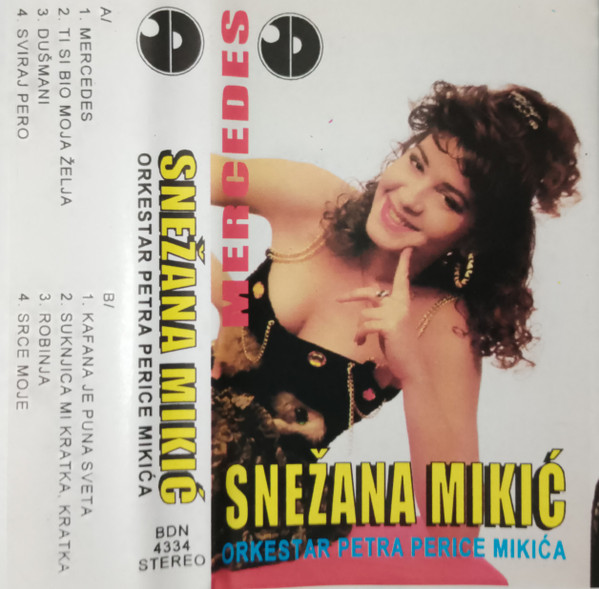 A/
1. MERCEDES
2. TI SI BIO MOJA ŽELJA
3. DUŠMANI
4. SVIRAJ PERO
B/
1. KAFANA JE PUNA SVETA
2. SUKNJICA MI KRATKA, KRATKA
3. ROBINJA
4. SRCE MOJE
SNEŽANA MIKIĆ
ORKESTAR PETRA PERICE MIKIĆA
BDN
4334
STEREO
MERCEDES
SNEŽANA MIKIĆ
ORKESTAR PETRA PERICE MIKIĆA